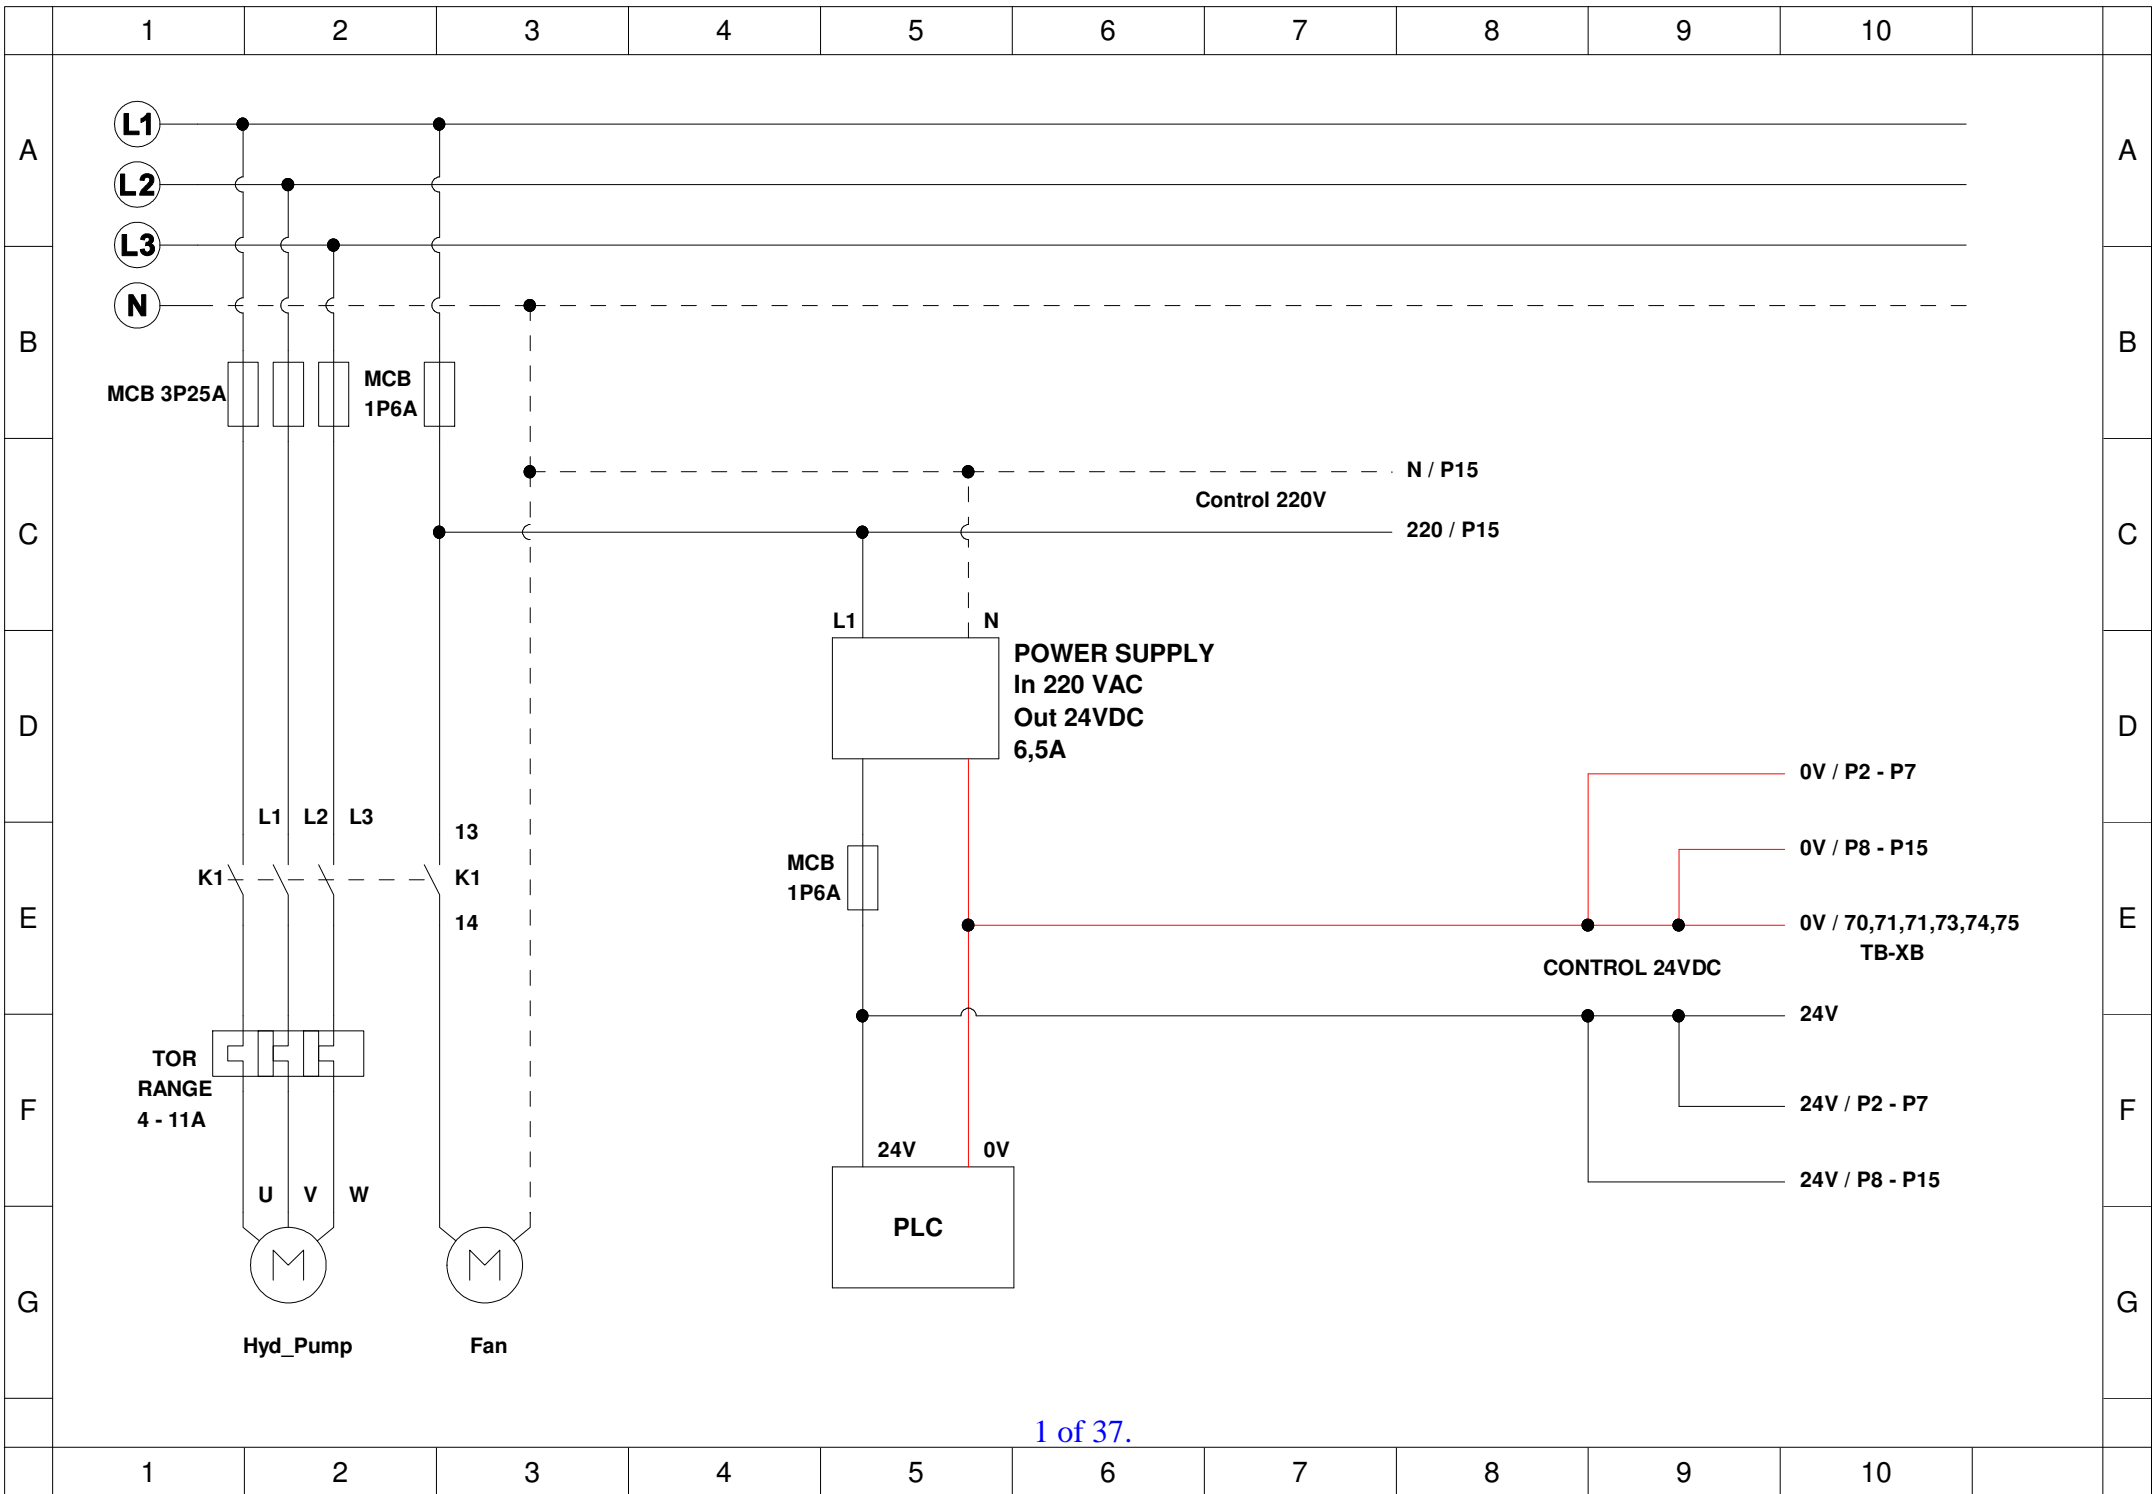 1 2 3 4 5 6 7 8 9 10
A A
L1
L2
L3
N
B B
MCB 3P25A
MCB
1P6A
N / P15
Control 220V
220 / P15
C C
L1 N
POWER SUPPLY
In 220 VAC
Out 24VDC
6,5A
D D
0V / P2 - P7
L1 L2 L3
13
K1 K1
14
MCB
1P6A
0V / P8 - P15
E E
0V / 70,71,71,73,74,75
TB-XB
CONTROL 24VDC
24V
TOR
RANGE
4 - 11A
F F
24V / P2 - P7
24V 0V
24V / P8 - P15
U V W
PLC
M M
G G
Hyd_Pump Fan
1 of 37.
1 2 3 4 5 6 7 8 9 10